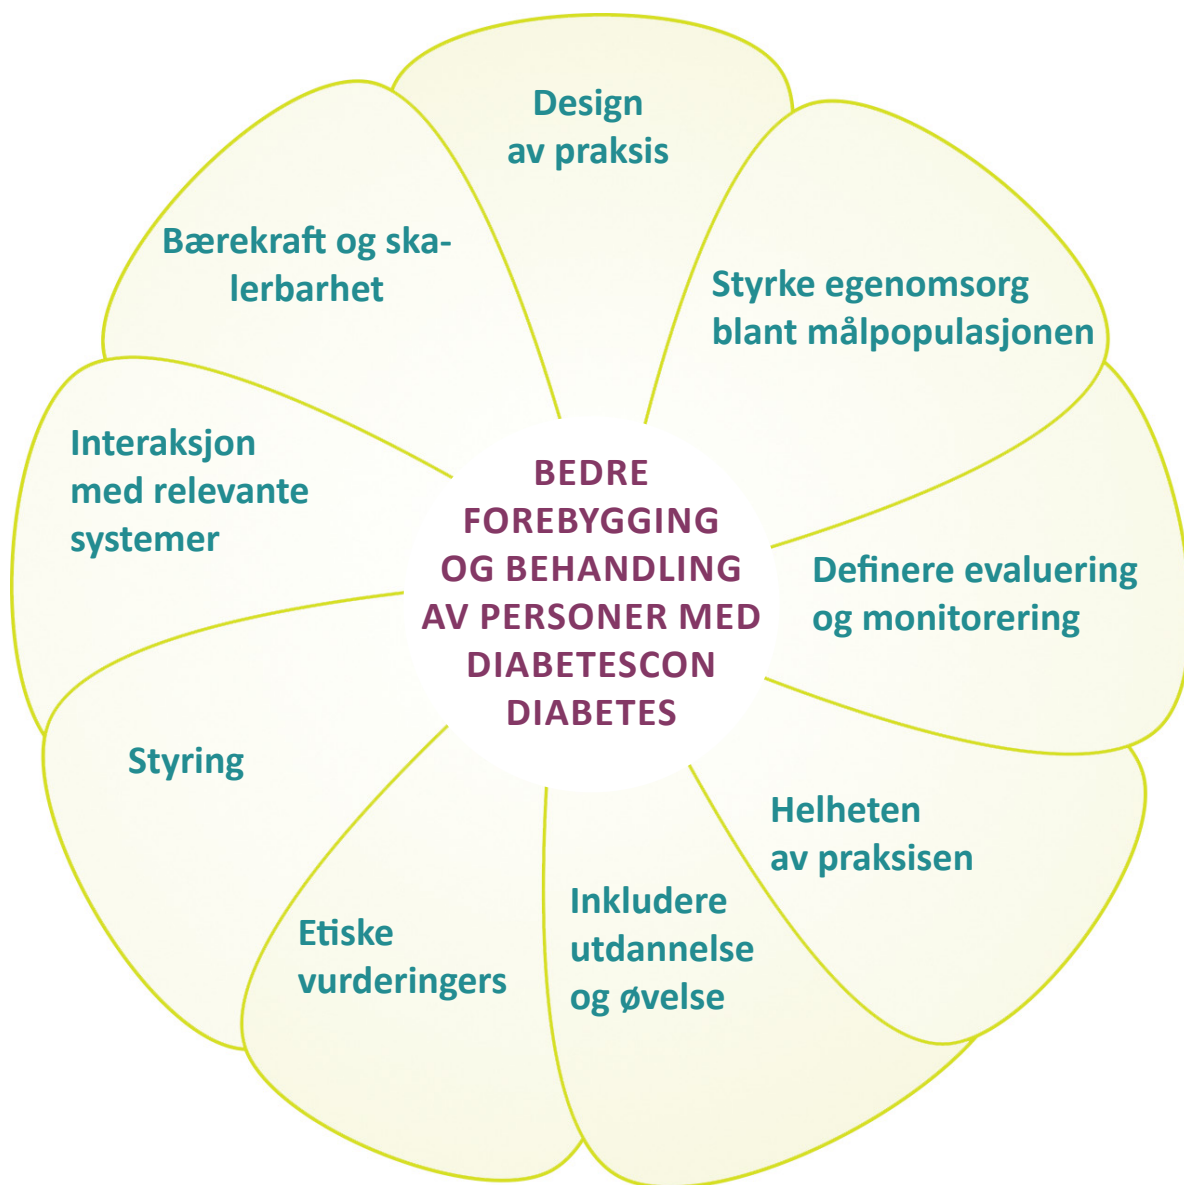 Design
av praksis
Styrke egenomsorg
blant målpopulasjonen
Definere evaluering
og monitorering
Helheten
av praksisen
Inkludere
utdannelse
og øvelse
Etiske
vurderingers
Styring
Interaksjon
med relevante
systemer
Bærekraft og ska-
lerbarhet
BEDRE
FOREBYGGING
OG BEHANDLING
AV PERSONER MED
DIABETESCON
DIABETES